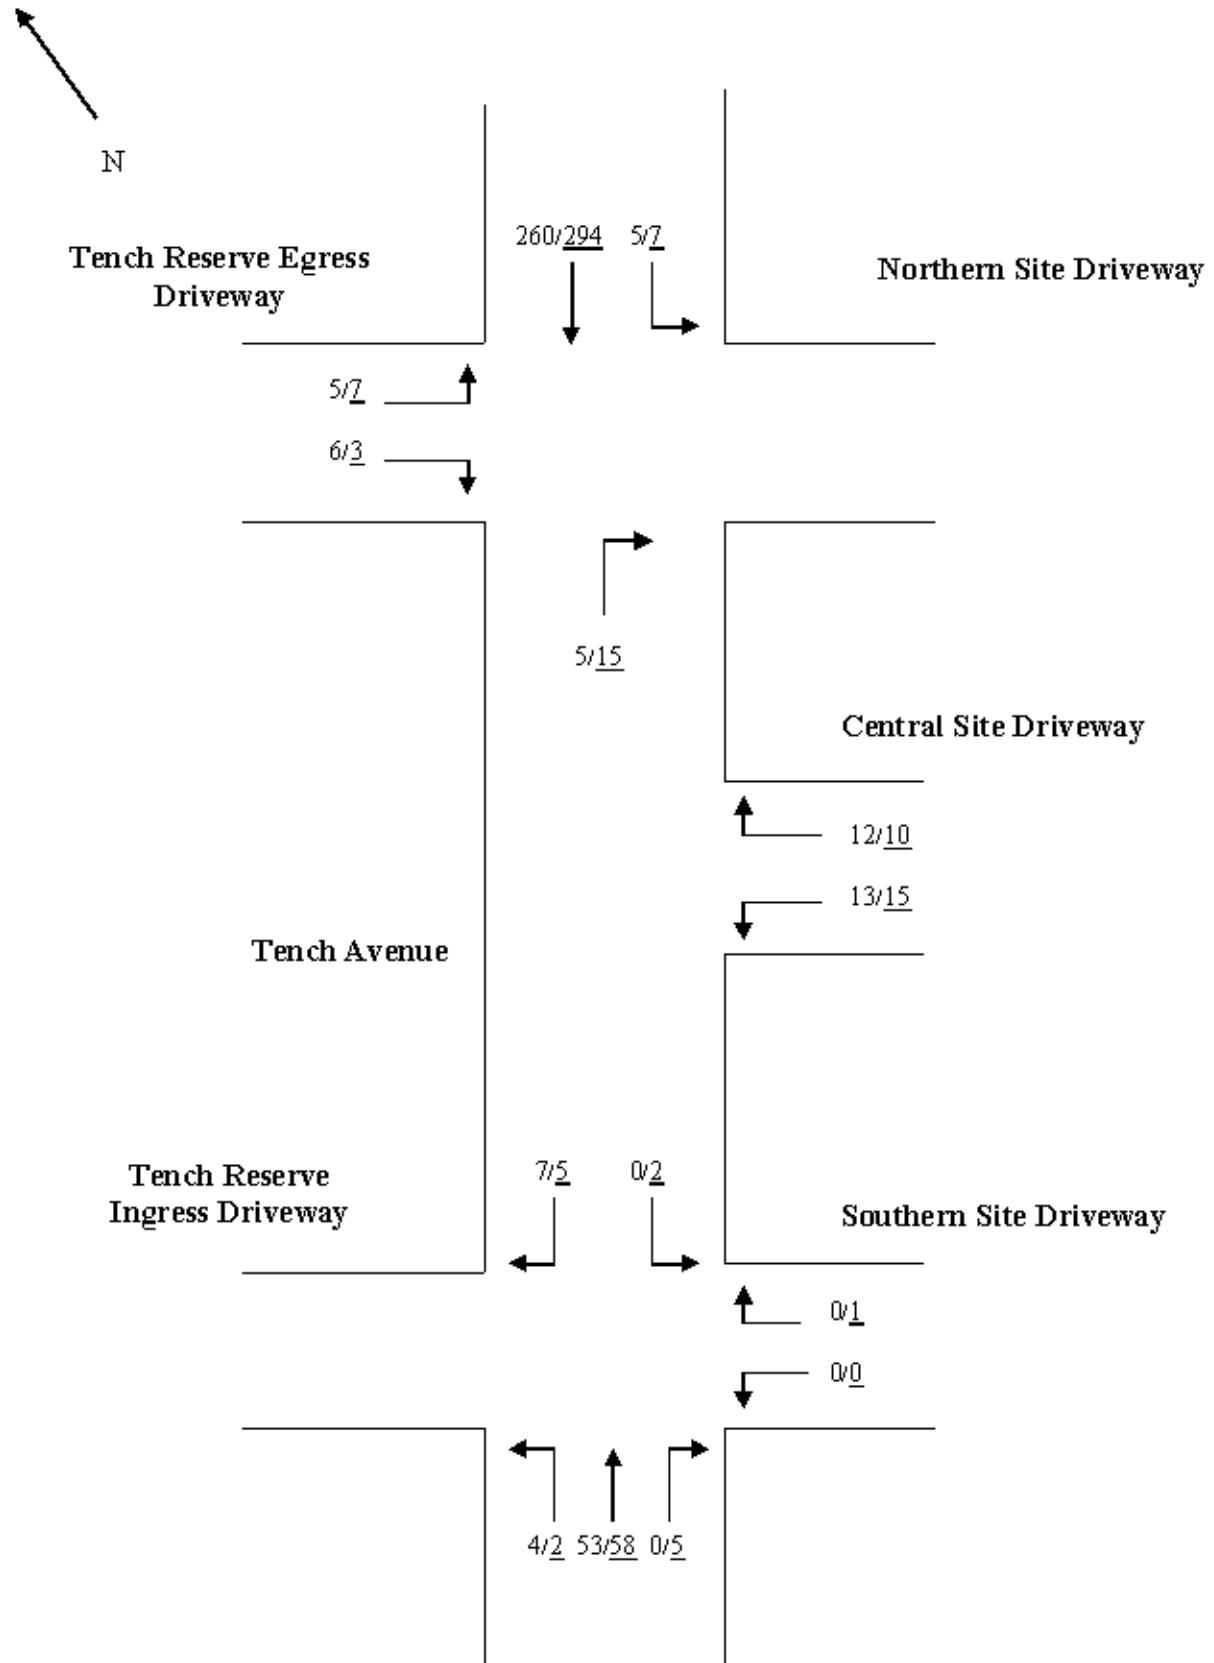 N
260/294 5/7
Tench Reserve Egress
Driveway
Northern Site Driveway
5/7
6/3
5/15
Central Site Driveway
12/10
13/15
Tench Avenue
7/5 0/2
Tench Reserve
Ingress Driveway
Southern Site Driveway
0/1
0/0
4/2 53/58 0/5